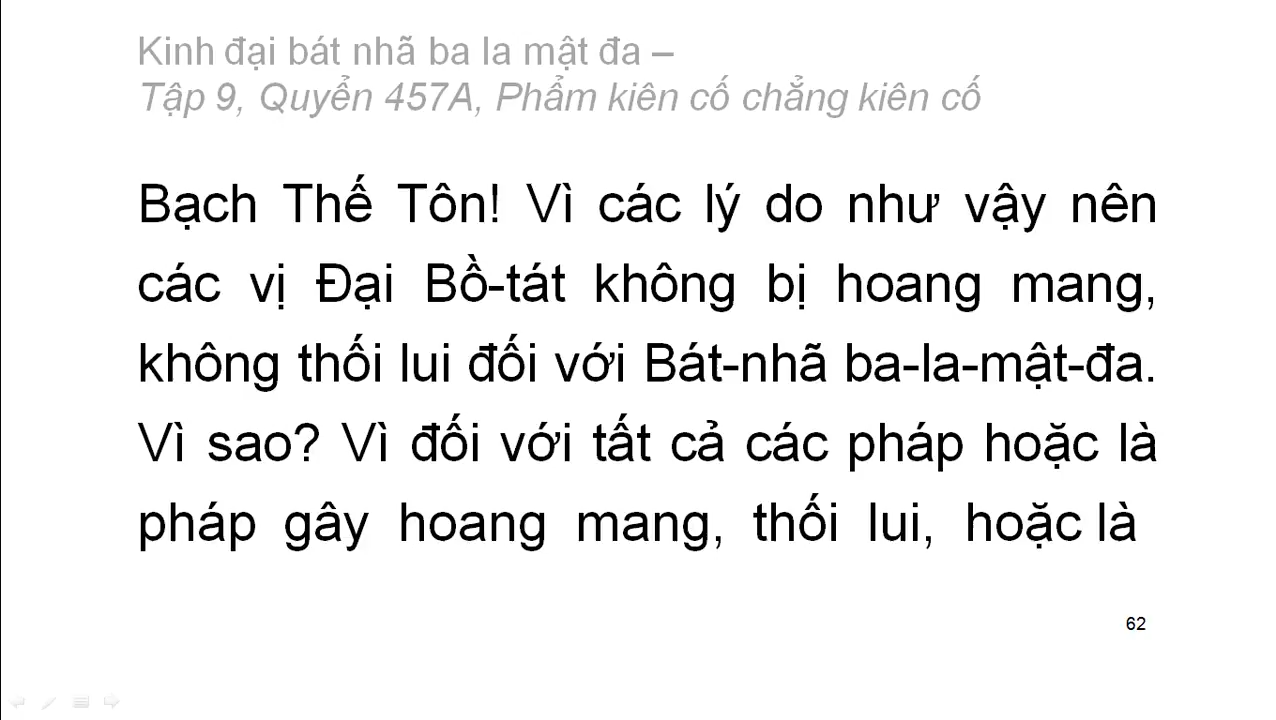 Kinh đại bát nhã ba la mật đa –
Tập 9, Quyển 457A, Phẩm kiên cố chẳng kiên cố
Bạch Thế Tôn! Vì các lý do như vậy nên
các vị Đại Bồ-tát không bị hoang mang,
không thối lui đối với Bát-nhã ba-la-mật-đa.
Vì sao? Vì đối với tất cả các pháp hoặc là
pháp gây hoang mang, thối lui, hoặc là
62